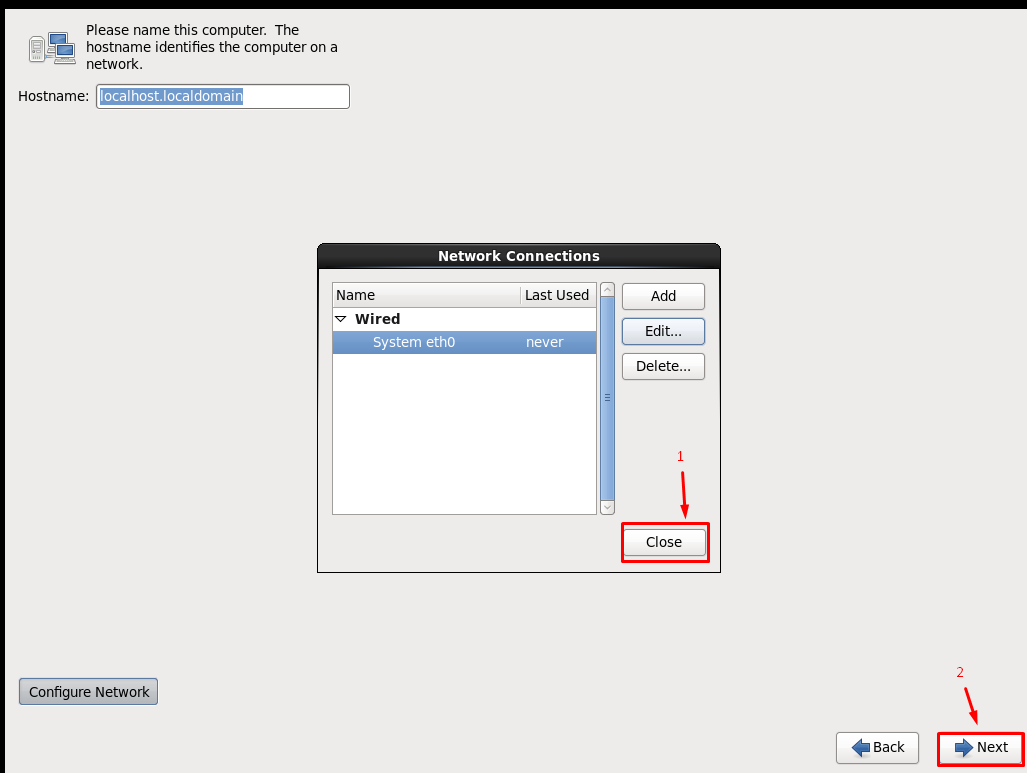 Please name this computer.  The
hostname identifies the computer on a
network.
Hostname: localhost.localdomain
Network Connections
Name Last Used
Wired
System eth0 never
Add
Edit...
Delete...
1
Close
Configure Network
2
Back Next